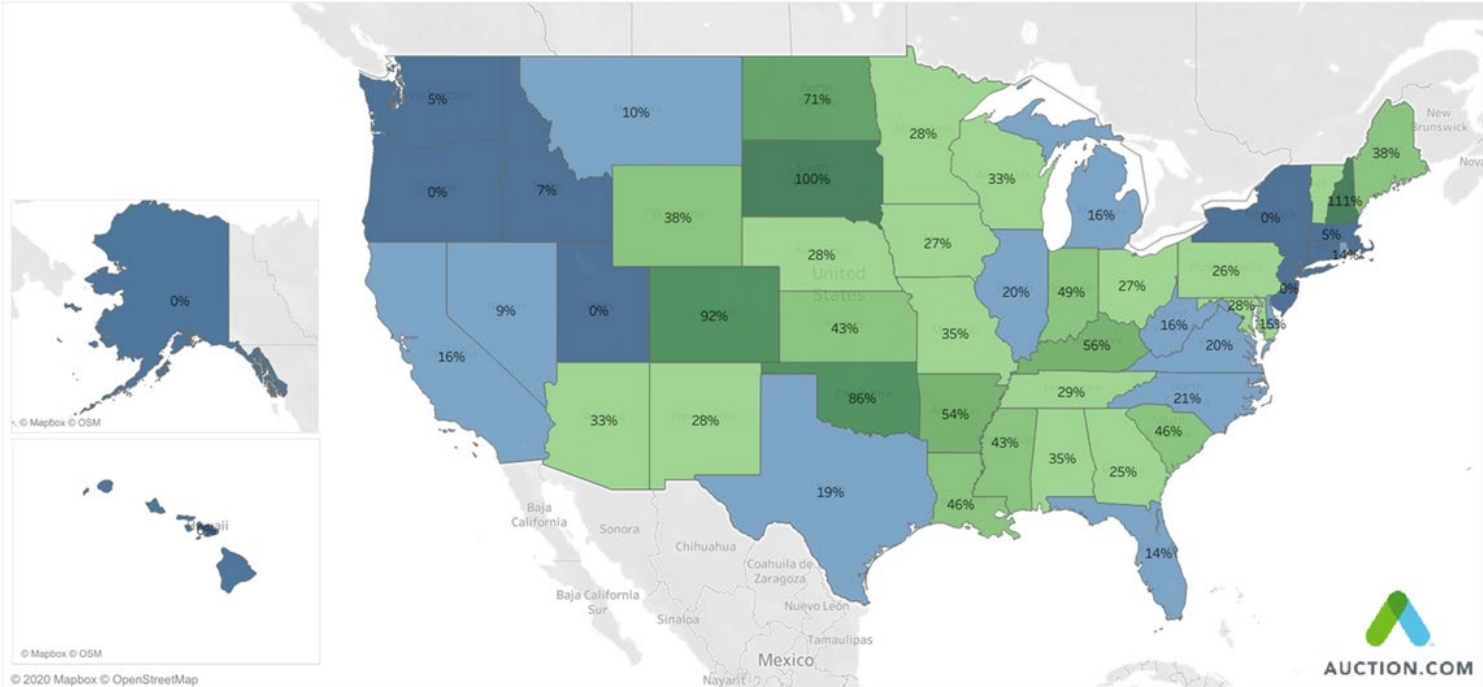 5%
10%
71%
28%
New
Brunswick
38%
Nova
33%
0%
7%
100%
111%
16%
38%
0%
5%
14%
28%
United
States
27%
26%
0%
0%
9%
0%
92%
20%
49%
27%
28%
15%
43%
16%
35%
16%
56%
20%
29%
21%
86%
54%
33%
28%
46%
43%
35%
25%
19%
46%
14%
© Mapbox © OSM
Baja
California
Sonora
Chihuahua
Coahuila de
Zaragoza
Baja California
Sur
Nuevo León
Sinaloa
Tamaulipas
Mexico
Nayarit
© Mapbox © OSM
© 2020 Mapbox © OpenStreetMap
AUCTION.COM